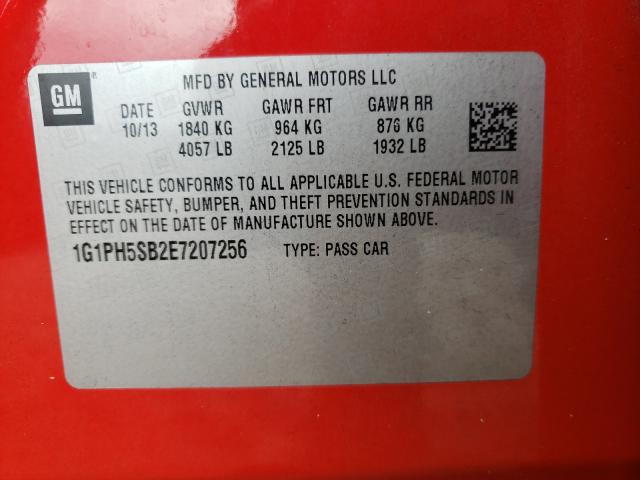 GM
MFD BY GENERAL MOTORS LLC
DATE GVWR GAWR FRT GAWR RR
10/13 1840 KG 964 KG 876 KG
4057 LB 2125 LB 1932 LB
THIS VEHICLE CONFORMS TO ALL APPLICABLE U.S. FEDERAL MOTOR
VEHICLE SAFETY, BUMPER, AND THEFT PREVENTION STANDARDS IN
EFFECT ON THE DATE OF MANUFACTURE SHOWN ABOVE.
1G1PH5SB2E7207256 TYPE: PASS CAR